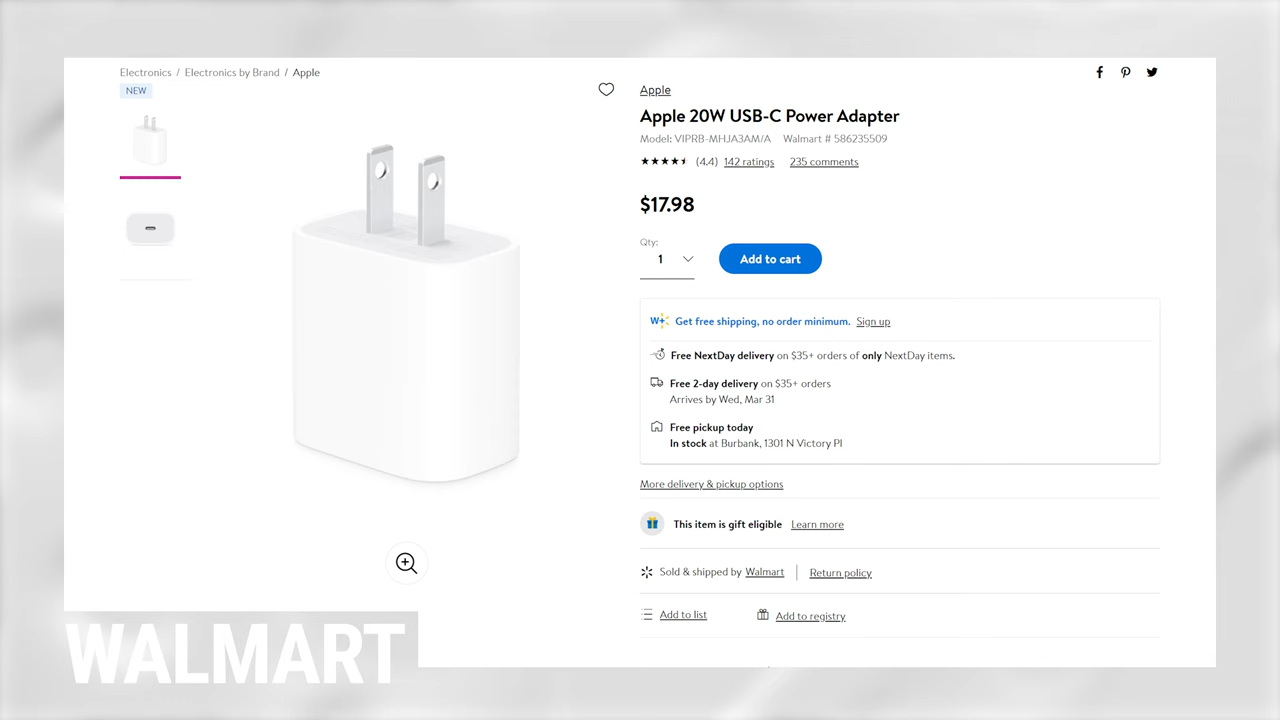 Electronics / Electronics by Brand / Apple
NEW
Apple
Apple 20W USB-C Power Adapter
Model: VIPRB-MHJA3AM/A Walmart # 586235509
(4.4) 142 ratings 235 comments
$17.98
Qty:
1
Add to cart
W+ Get free shipping, no order minimum. Sign up
Free NextDay delivery on $35+ orders of only NextDay items.
Free 2-day delivery on $35+ orders
Arrives by Wed, Mar 31
Free pickup today
In stock at Burbank, 1301 N Victory Pl
More delivery & pickup options
This item is gift eligible Learn more
Sold & shipped by Walmart | Return policy
Add to list Add to registry
WALMART